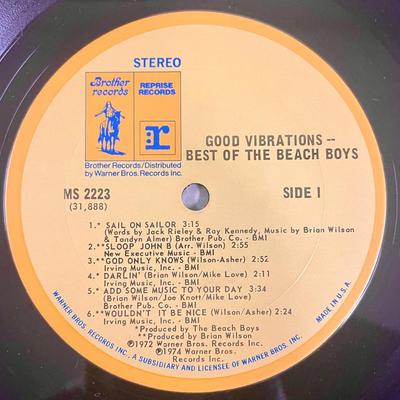 STEREO
Brother records
REPRISE RECORDS
r
Brother Records/Distributed
by Warner Bros. Records Inc.
GOOD VIBRATIONS --
BEST OF THE BEACH BOYS
MS 2223
(31,888)
SIDE I
1.* SAIL ON SAILOR 3:15
(Words by Jack Rieley & Ray Kennedy, Music by Brian Wilson
& Tandyn Almer) Brother Pub. Co. - BMI
2.**SLOOP JOHN B (Arr. Wilson) 2:55
New Executive Music - BMI
3.**GOD ONLY KNOWS (Wilson-Asher) 2:52
Irving Music, Inc. - BMI
4.* DARLIN' (Brian Wilson/Mike Love) 2:11
Irving Music, Inc. - BMI
5.* ADD SOME MUSIC TO YOUR DAY 3:34
(Brian Wilson/Joe Knott/Mike Love)
Brother Pub. Co. - BMI
6.**WOULDN'T IT BE NICE (Wilson/Asher) 2:24
Irving Music, Inc. - BMI
*Produced by The Beach Boys
**Produced by Brian Wilson
℗1972 Warner Bros. Records Inc.
℗1974 Warner Bros. Records Inc.
WARNER BROS. RECORDS INC., A SUBSIDIARY AND LICENSEE OF WARNER BROS. INC.
MADE IN U.S.A.